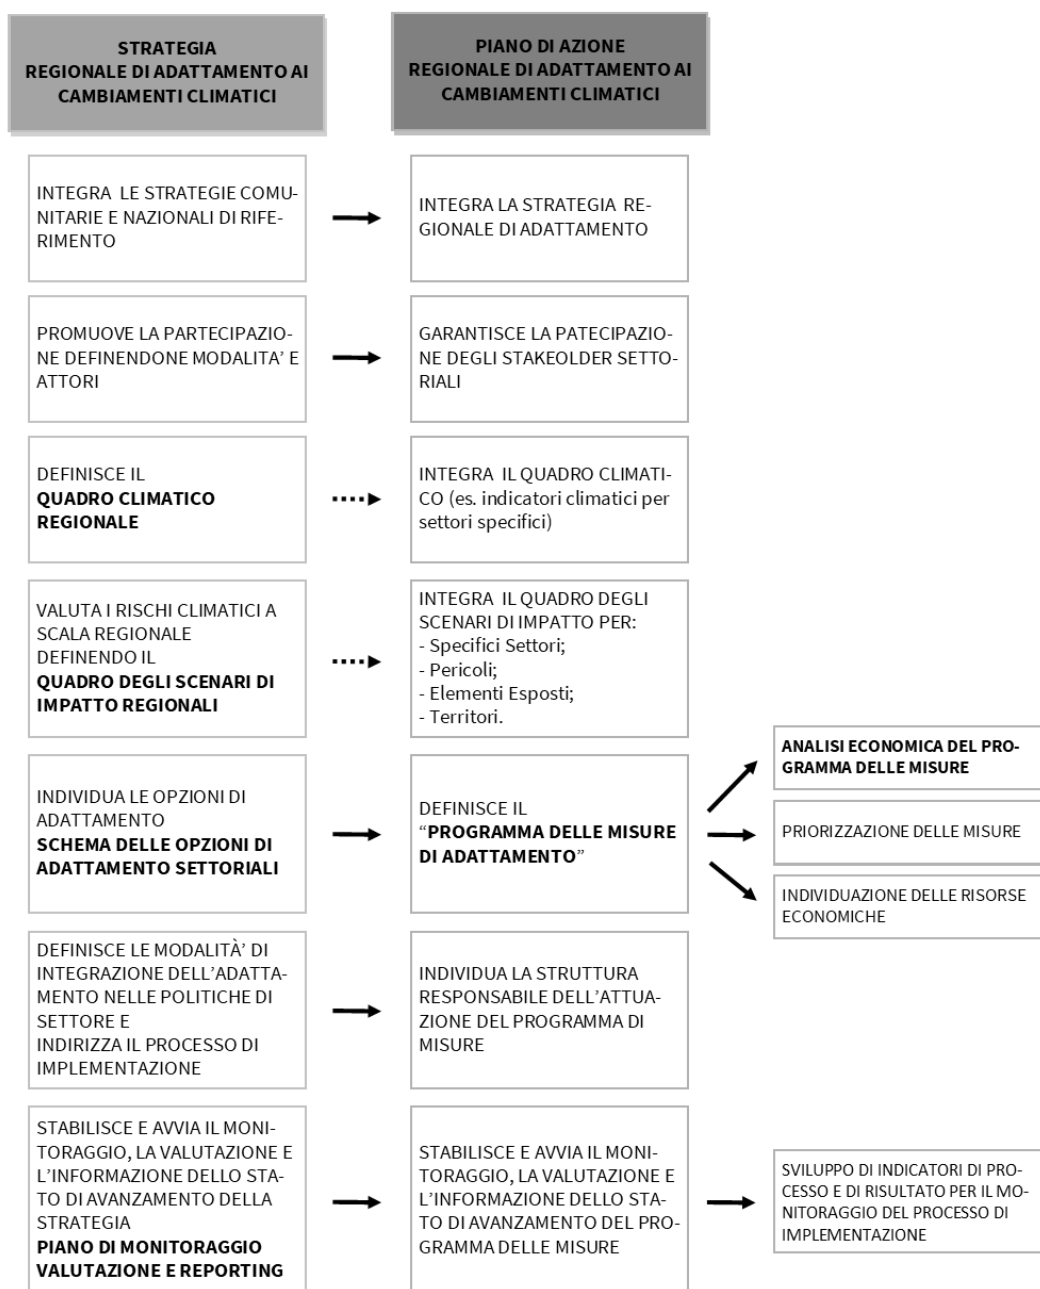 STRATEGIA
REGIONALE DI ADATTAMENTO AI
CAMBIAMENTI CLIMATICI
PIANO DI AZIONE
REGIONALE DI ADATTAMENTO AI
CAMBIAMENTI CLIMATICI
INTEGRA LE STRATEGIE COMU-
NITARIE E NAZIONALI DI RIFE-
RIMENTO
INTEGRA LA STRATEGIA RE-
GIONALE DI ADATTAMENTO
PROMUOVE LA PARTECIPAZIO-
NE DEFINENDONE MODALITA' E
ATTORI
GARANTISCE LA PATECIPAZIO-
NE DEGLI STAKEOLDER SETTO-
RIALI
DEFINISCE IL
QUADRO CLIMATICO
REGIONALE
INTEGRA IL QUADRO CLIMATI-
CO (es. indicatori climatici per
settori specifici)
VALUTA I RISCHI CLIMATICI A
SCALA REGIONALE
DEFINENDO IL
QUADRO DEGLI SCENARI DI
IMPATTO REGIONALI
INTEGRA IL QUADRO DEGLI
SCENARI DI IMPATTO PER:
- Specifici Settori;
- Pericoli;
- Elementi Esposti;
- Territori.
INDIVIDUA LE OPZIONI DI
ADATTAMENTO
SCHEMA DELLE OPZIONI DI
ADATTAMENTO SETTORIALI
DEFINISCE IL
“PROGRAMMA DELLE MISURE
DI ADATTAMENTO”
ANALISI ECONOMICA DEL PRO-
GRAMMA DELLE MISURE
PRIORIZZAZIONE DELLE MISURE
INDIVIDUAZIONE DELLE RISORSE
ECONOMICHE
DEFINISCE LE MODALITÀ' DI
INTEGRAZIONE DELL'ADATTA-
MENTO NELLE POLITICHE DI
SETTORE E
INDIRIZZA IL PROCESSO DI
IMPLEMENTAZIONE
INDIVIDUA LA STRUTTURA
RESPONSABILE DELL'ATTUA-
ZIONE DEL PROGRAMMA DI
MISURE
STABILISCE E AVVIA IL MONI-
TORAGGIO, LA VALUTAZIONE E
L'INFORMAZIONE DELLO STA-
TO DI AVANZAMENTO DELLA
STRATEGIA
PIANO DI MONITORAGGIO
VALUTAZIONE E REPORTING
STABILISCE E AVVIA IL MONI-
TORAGGIO, LA VALUTAZIONE E
L'INFORMAZIONE DELLO STA-
TO DI AVANZAMENTO DEL PRO-
GRAMMA DELLE MISURE
SVILUPPO DI INDICATORI DI PRO-
CESSO E DI RISULTATO PER IL MO-
NITORAGGIO DEL PROCESSO DI
IMPLEMENTAZIONE